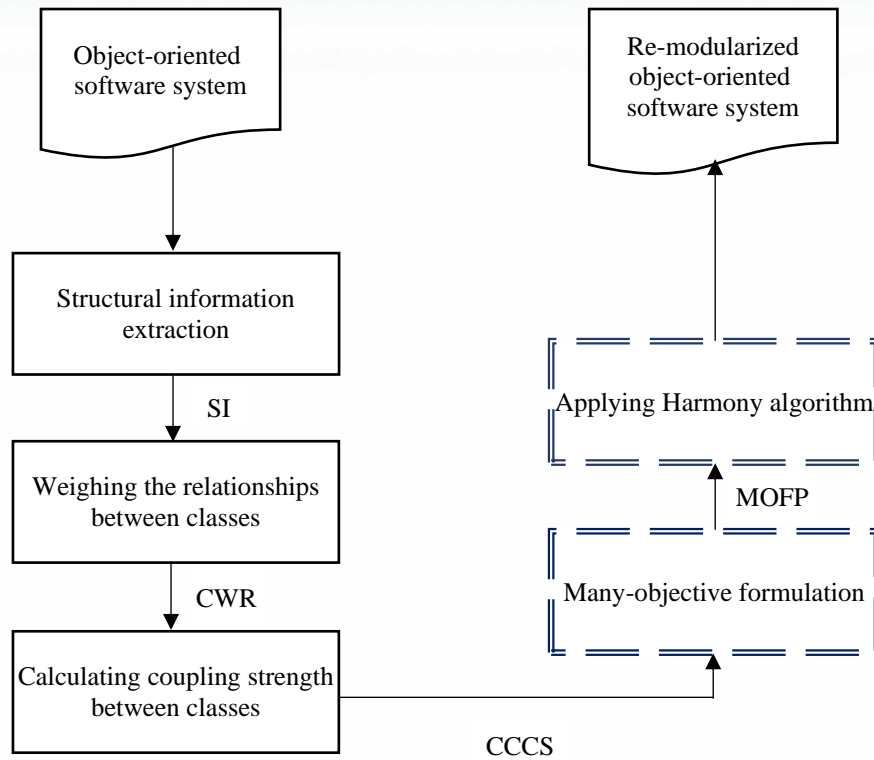 Object-oriented
software system
Structural information
extraction
SI
Weighing the relationships
between classes
CWR
Calculating coupling strength
between classes
CCCS
Many-objective formulation
MOFP
Applying Harmony algorithm
Re-modularized
object-oriented
software system